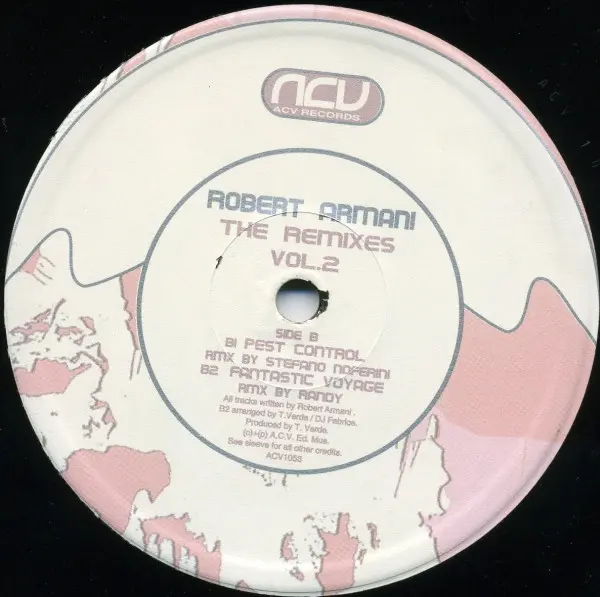 ACV
ACV RECORDS
ROBERT ARMANI
THE REMIXES
VOL.2
SIDE B
B1 PEST CONTROL
RMX BY STEFANO NOFERINI
B2 FANTASTIC VOYAGE
RMX BY RANDY
All tracks written by Robert Armani .
B2 arranged by T.Verde / DJ Fabrice.
Produced by T. Verde.
(c)+(p) A.C.V. Ed. Mus.
See sleeve for all other credits.
ACV1053